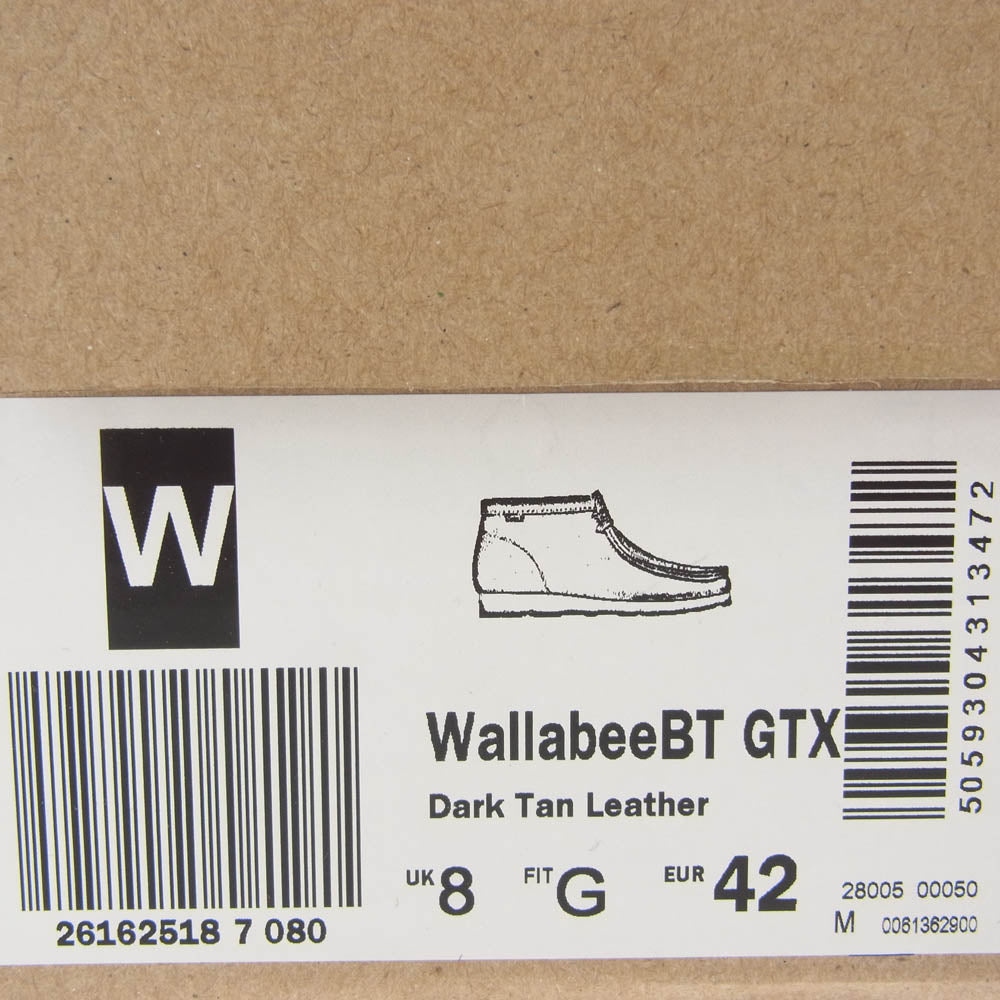 W
WallabeeBT GTX
Dark Tan Leather
UK 8 FIT G EUR 42
26162518 7 080
5059304313472
28005 00050
M 0061362900